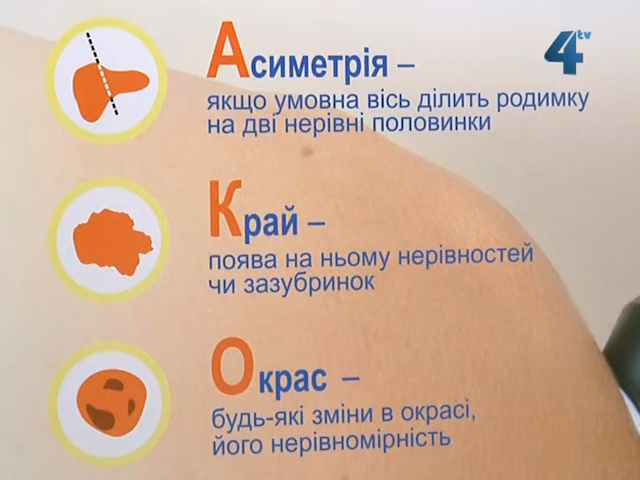 4tv
Асиметрія –
якщо умовна вісь ділить родимку
на дві нерівні половинки
Край –
поява на ньому нерівностей
чи зазубринок
Окрас –
будь-які зміни в окрасі,
його нерівномірність